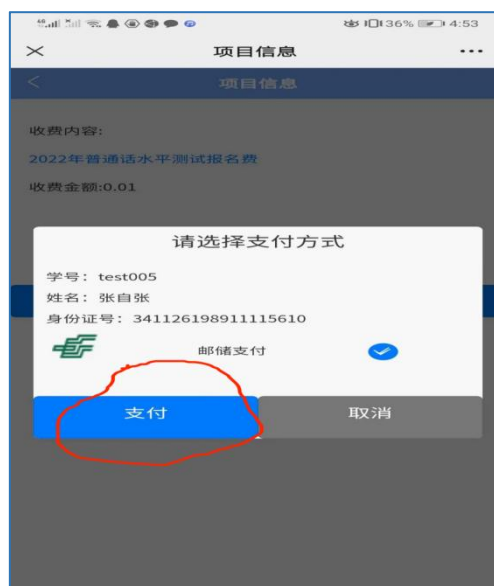 36% 4:53
项目信息
项目信息
收费内容:
2022年普通话水平测试报名费
收费金额:0.01
请选择支付方式
学号: test005
姓名: 张自张
身份证号: 341126198911115610
邮储支付
支付
取消